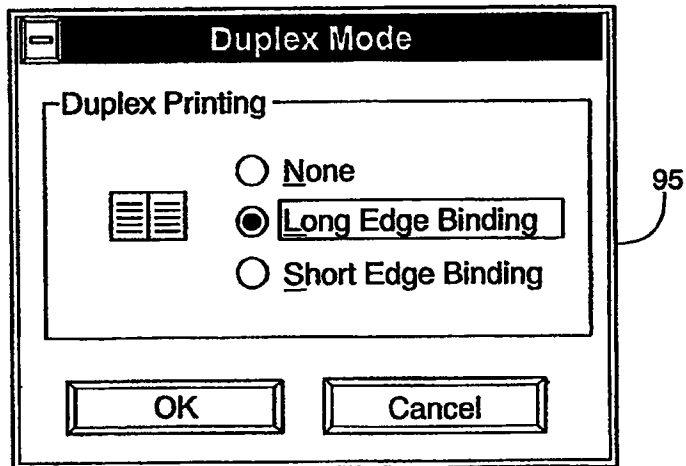 Duplex Mode
Duplex Printing
None
Long Edge Binding
Short Edge Binding
OK
Cancel
95